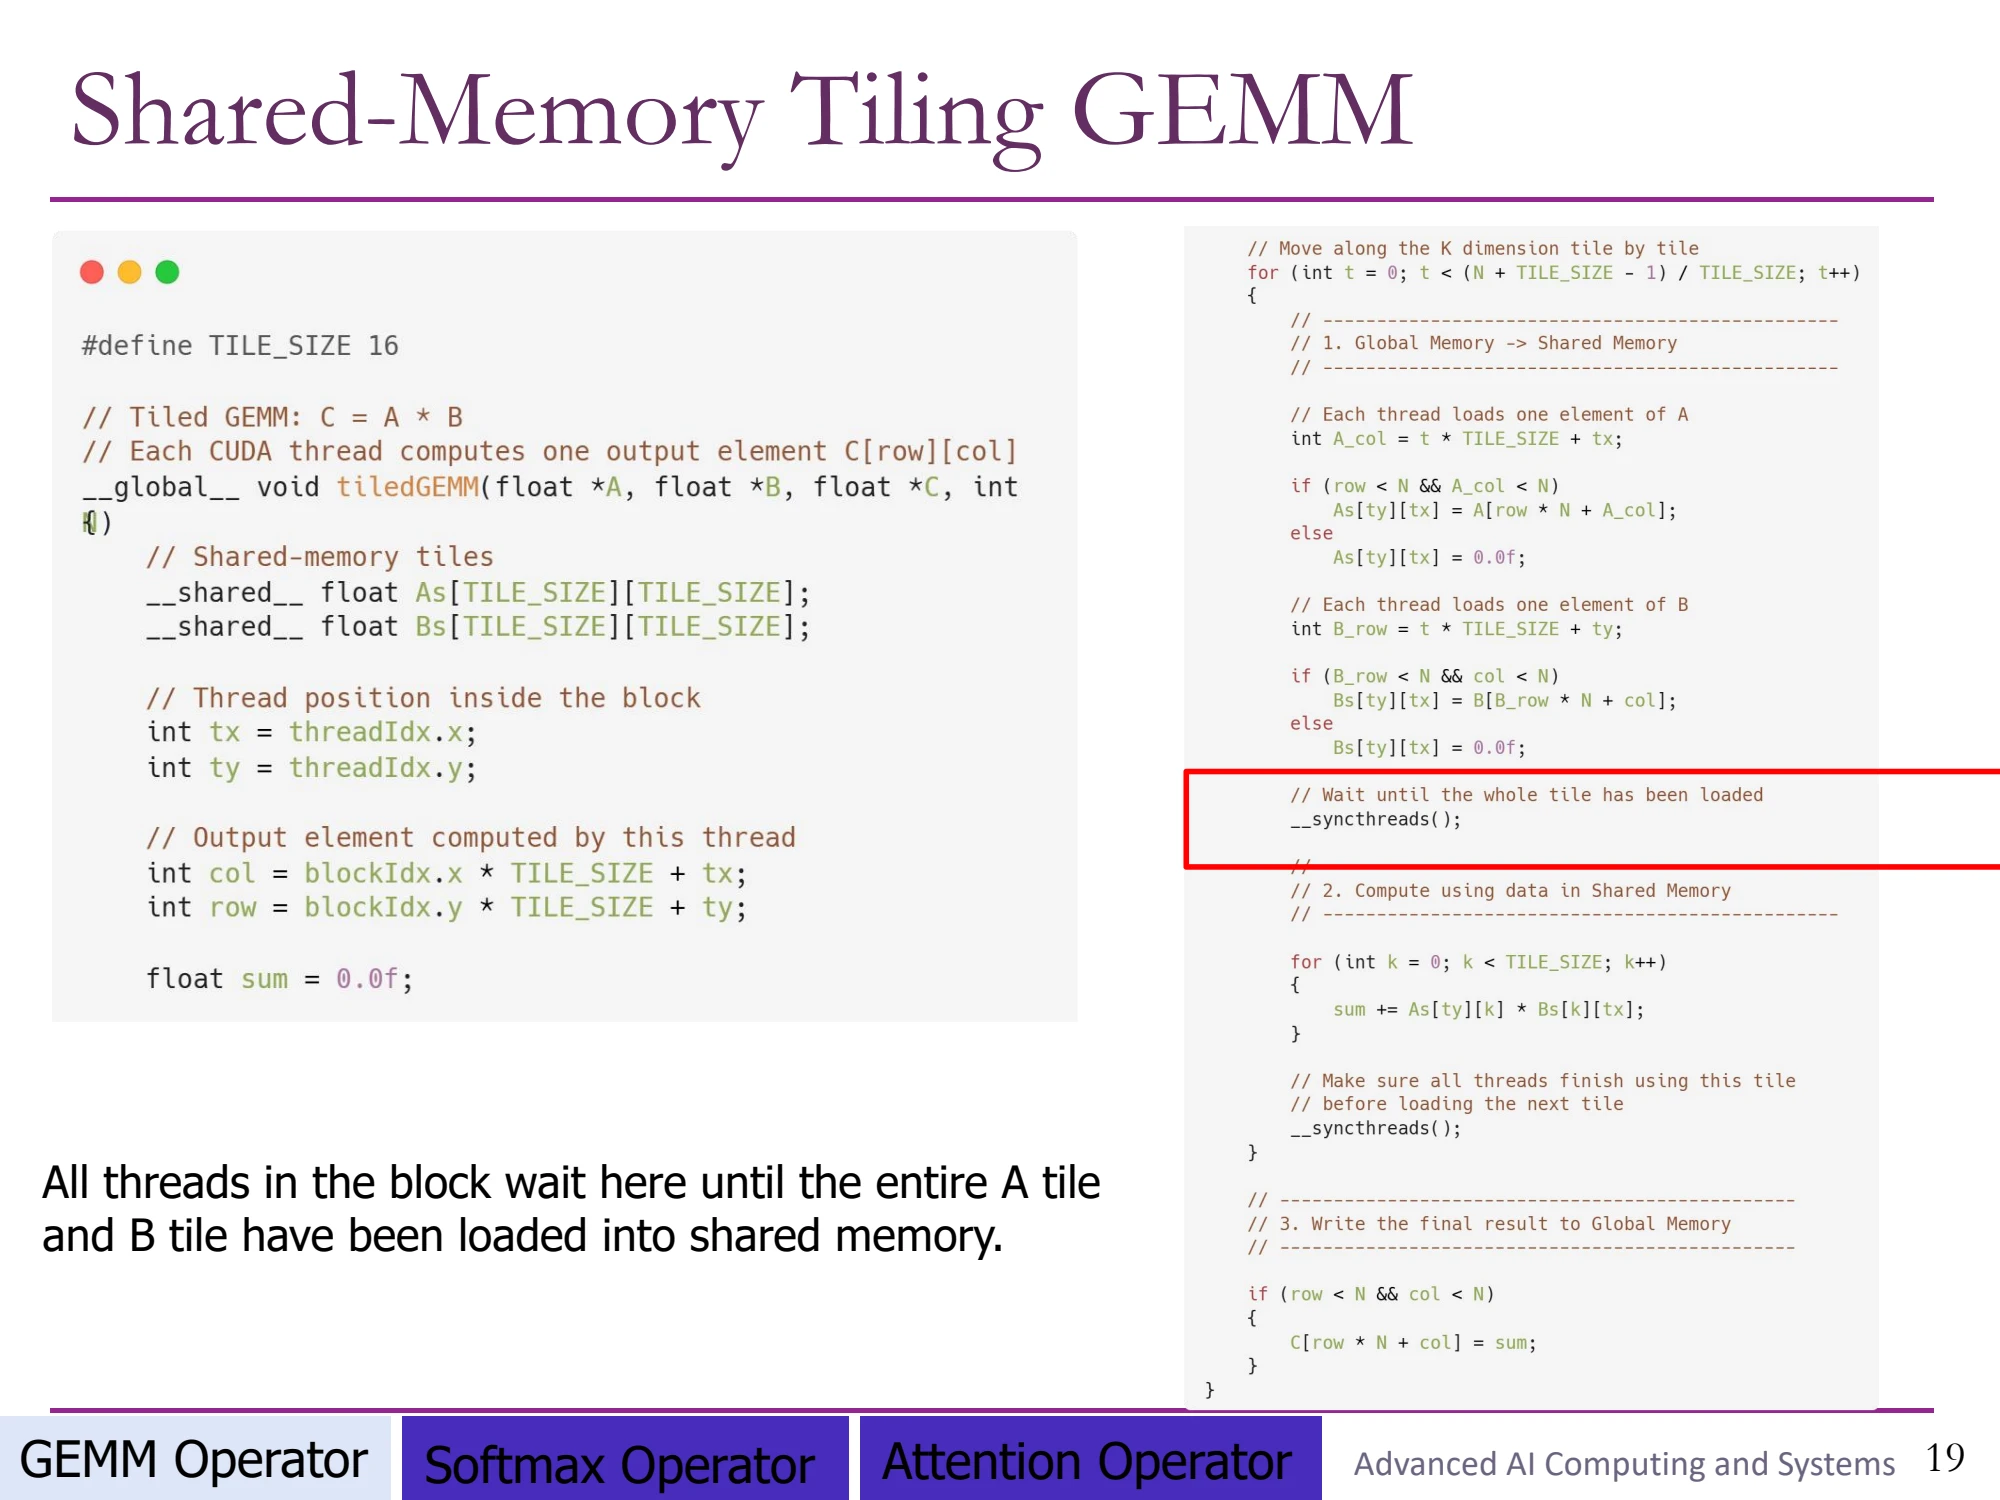 Shared-Memory Tiling GEMM
#define TILE_SIZE 16
// Tiled GEMM: C = A * B
// Each CUDA thread computes one output element C[row][col]
__global__ void tiledGEMM(float *A, float *B, float *C, int
N)
{
    // Shared-memory tiles
    __shared__ float As[TILE_SIZE][TILE_SIZE];
    __shared__ float Bs[TILE_SIZE][TILE_SIZE];
    // Thread position inside the block
    int tx = threadIdx.x;
    int ty = threadIdx.y;
    // Output element computed by this thread
    int col = blockIdx.x * TILE_SIZE + tx;
    int row = blockIdx.y * TILE_SIZE + ty;
    float sum = 0.0f;
All threads in the block wait here until the entire A tile
and B tile have been loaded into shared memory.
    // Move along the K dimension tile by tile
    for (int t = 0; t < (N + TILE_SIZE - 1) / TILE_SIZE; t++)
    {
        // ------------------------------------------------
        // 1. Global Memory -> Shared Memory
        // ------------------------------------------------
        // Each thread loads one element of A
        int A_col = t * TILE_SIZE + tx;
        if (row < N && A_col < N)
            As[ty][tx] = A[row * N + A_col];
        else
            As[ty][tx] = 0.0f;
        // Each thread loads one element of B
        int B_row = t * TILE_SIZE + ty;
        if (B_row < N && col < N)
            Bs[ty][tx] = B[B_row * N + col];
        else
            Bs[ty][tx] = 0.0f;
        // Wait until the whole tile has been loaded
        __syncthreads();
        //
        // 2. Compute using data in Shared Memory
        // ------------------------------------------------
        for (int k = 0; k < TILE_SIZE; k++)
        {
            sum += As[ty][k] * Bs[k][tx];
        }
        // Make sure all threads finish using this tile
        // before loading the next tile
        __syncthreads();
    }
    // ------------------------------------------------
    // 3. Write the final result to Global Memory
    // ------------------------------------------------
    if (row < N && col < N)
    {
        C[row * N + col] = sum;
    }
}
GEMM Operator
Softmax Operator
Attention Operator
Advanced AI Computing and Systems
19